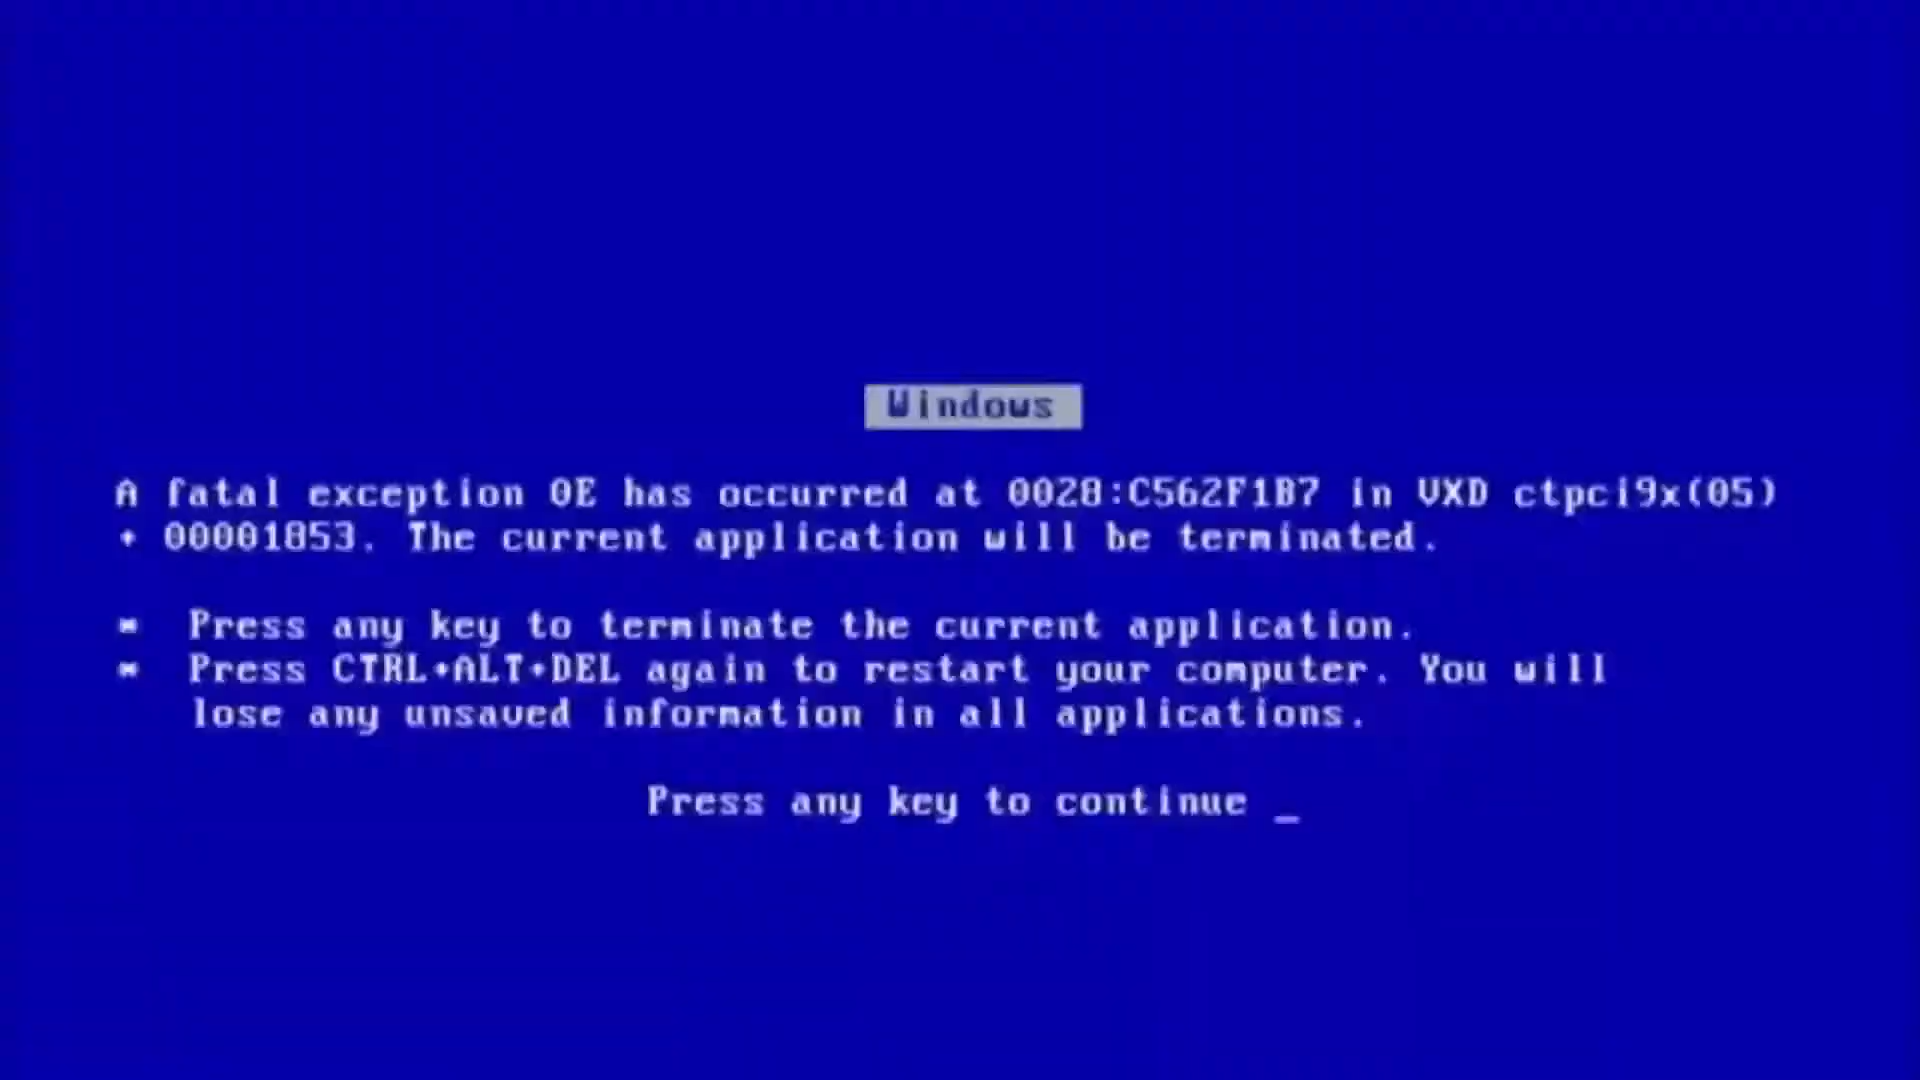 Windows
A fatal exception 0E has occurred at 0028:C562F1B7 in VXD ctpci9x(05)
+ 00001853. The current application will be terminated.
* Press any key to terminate the current application.
* Press CTRL+ALT+DEL again to restart your computer. You will
lose any unsaved information in all applications.
Press any key to continue _